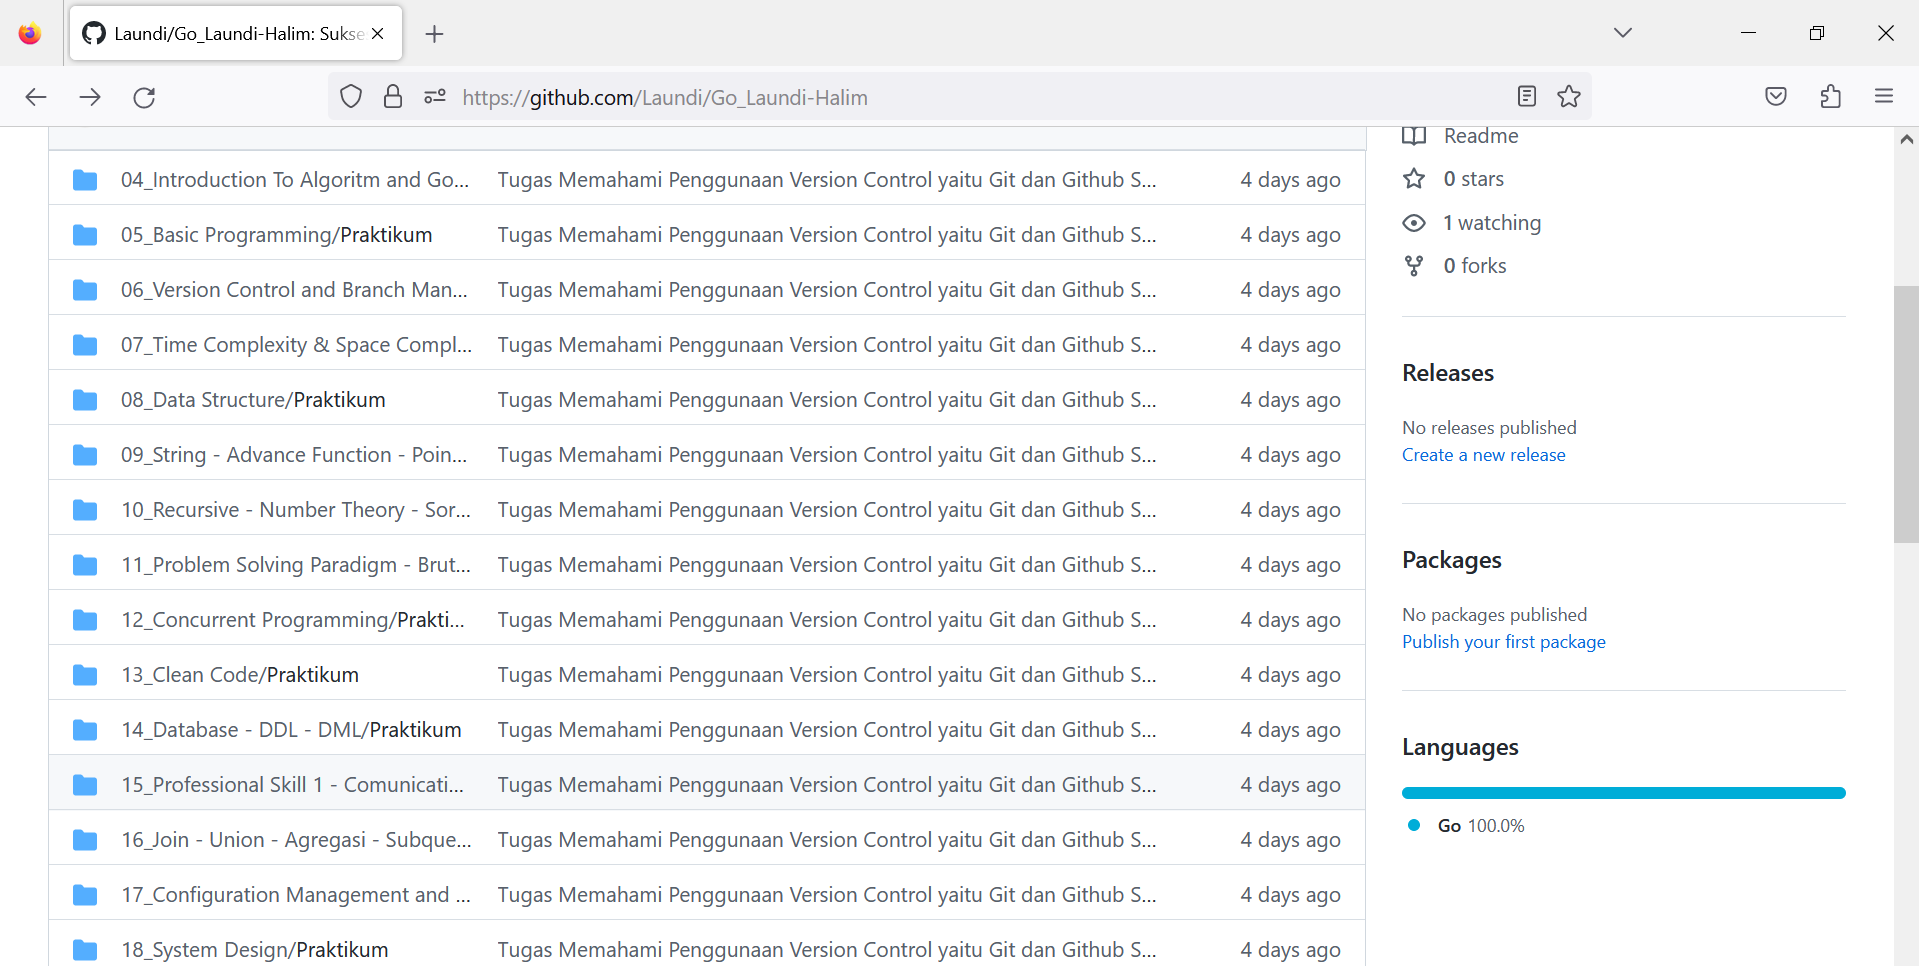 Laundi/Go_Laundi-Halim: Sukse
https://github.com/Laundi/Go_Laundi-Halim
04_Introduction To Algoritm and Go... Tugas Memahami Penggunaan Version Control yaitu Git dan Github S... 4 days ago
05_Basic Programming/Praktikum Tugas Memahami Penggunaan Version Control yaitu Git dan Github S... 4 days ago
06_Version Control and Branch Man... Tugas Memahami Penggunaan Version Control yaitu Git dan Github S... 4 days ago
07_Time Complexity & Space Compl... Tugas Memahami Penggunaan Version Control yaitu Git dan Github S... 4 days ago
08_Data Structure/Praktikum Tugas Memahami Penggunaan Version Control yaitu Git dan Github S... 4 days ago
09_String - Advance Function - Poin... Tugas Memahami Penggunaan Version Control yaitu Git dan Github S... 4 days ago
10_Recursive - Number Theory - Sor... Tugas Memahami Penggunaan Version Control yaitu Git dan Github S... 4 days ago
11_Problem Solving Paradigm - Brut... Tugas Memahami Penggunaan Version Control yaitu Git dan Github S... 4 days ago
12_Concurrent Programming/Prakti... Tugas Memahami Penggunaan Version Control yaitu Git dan Github S... 4 days ago
13_Clean Code/Praktikum Tugas Memahami Penggunaan Version Control yaitu Git dan Github S... 4 days ago
14_Database - DDL - DML/Praktikum Tugas Memahami Penggunaan Version Control yaitu Git dan Github S... 4 days ago
15_Professional Skill 1 - Comunicati... Tugas Memahami Penggunaan Version Control yaitu Git dan Github S... 4 days ago
16_Join - Union - Agregasi - Subque... Tugas Memahami Penggunaan Version Control yaitu Git dan Github S... 4 days ago
17_Configuration Management and ... Tugas Memahami Penggunaan Version Control yaitu Git dan Github S... 4 days ago
18_System Design/Praktikum Tugas Memahami Penggunaan Version Control yaitu Git dan Github S... 4 days ago
Readme
0 stars
1 watching
0 forks
Releases
No releases published
Create a new release
Packages
No packages published
Publish your first package
Languages
Go 100.0%